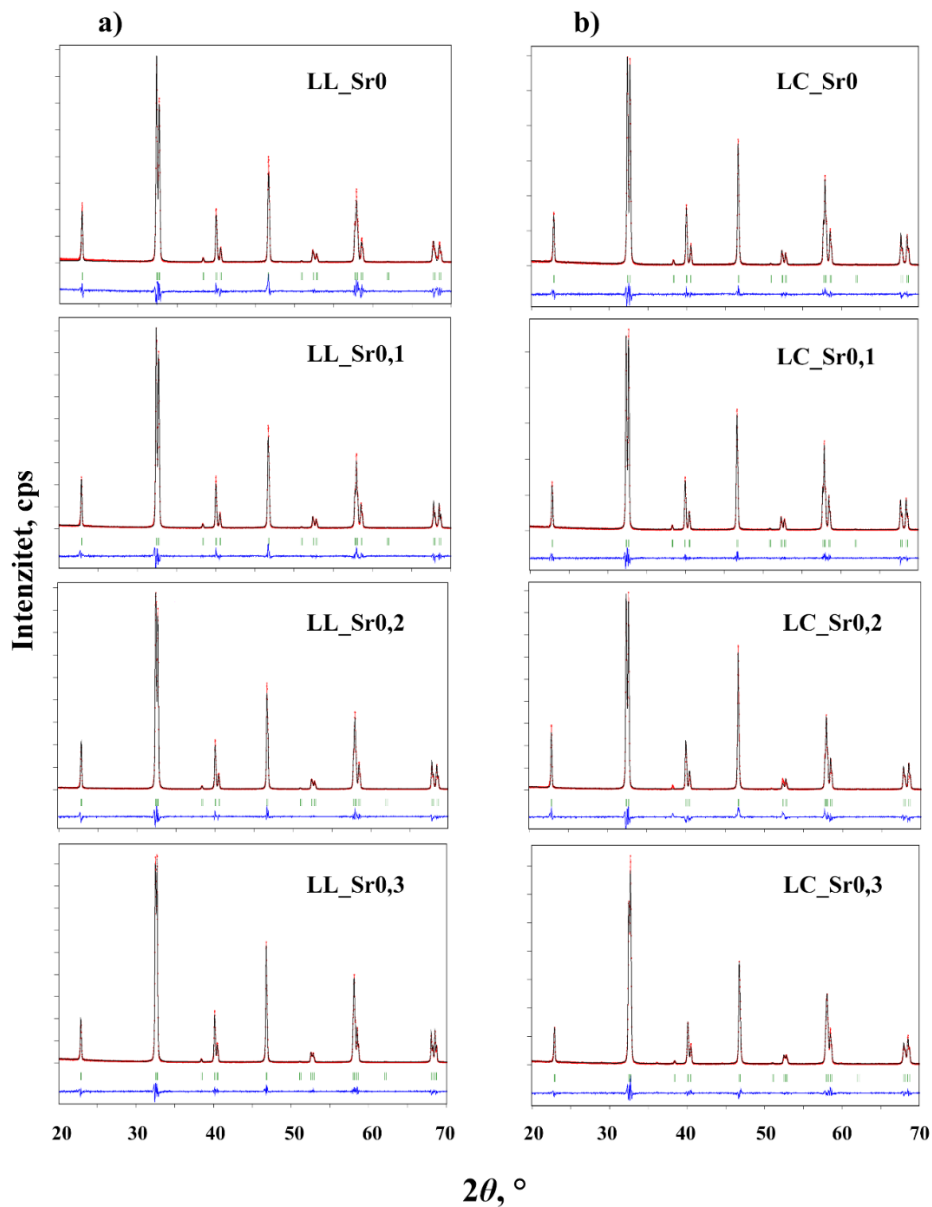 a)
b)
LL_Sr0
LC_Sr0
LL_Sr0,1
LC_Sr0,1
Intenzitet, cps
LL_Sr0,2
LC_Sr0,2
LL_Sr0,3
LC_Sr0,3
20 30 40 50 60 70
20 30 40 50 60 70
2θ, °